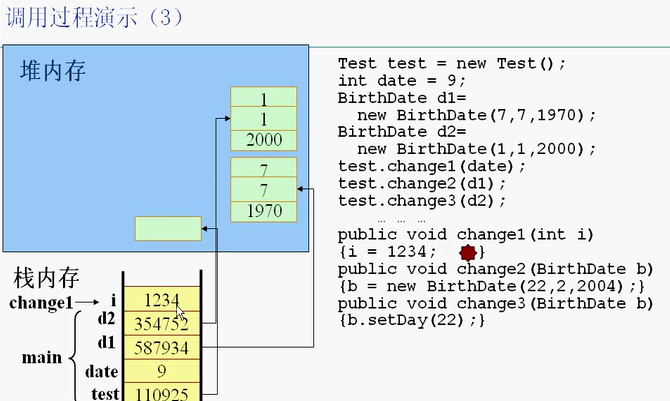 调用过程演示（3）
堆内存
1
1
2000
7
7
1970
栈内存
change1
i
1234
d2
354752
d1
587934
main
date
9
test
110925
Test test = new Test();
int date = 9;
BirthDate d1=
new BirthDate(7,7,1970);
BirthDate d2=
new BirthDate(1,1,2000);
test.change1(date);
test.change2(d1);
test.change3(d2);
… … …
public void change1(int i)
{i = 1234; }
public void change2(BirthDate b)
{b = new BirthDate(22,2,2004);}
public void change3(BirthDate b)
{b.setDay(22);}